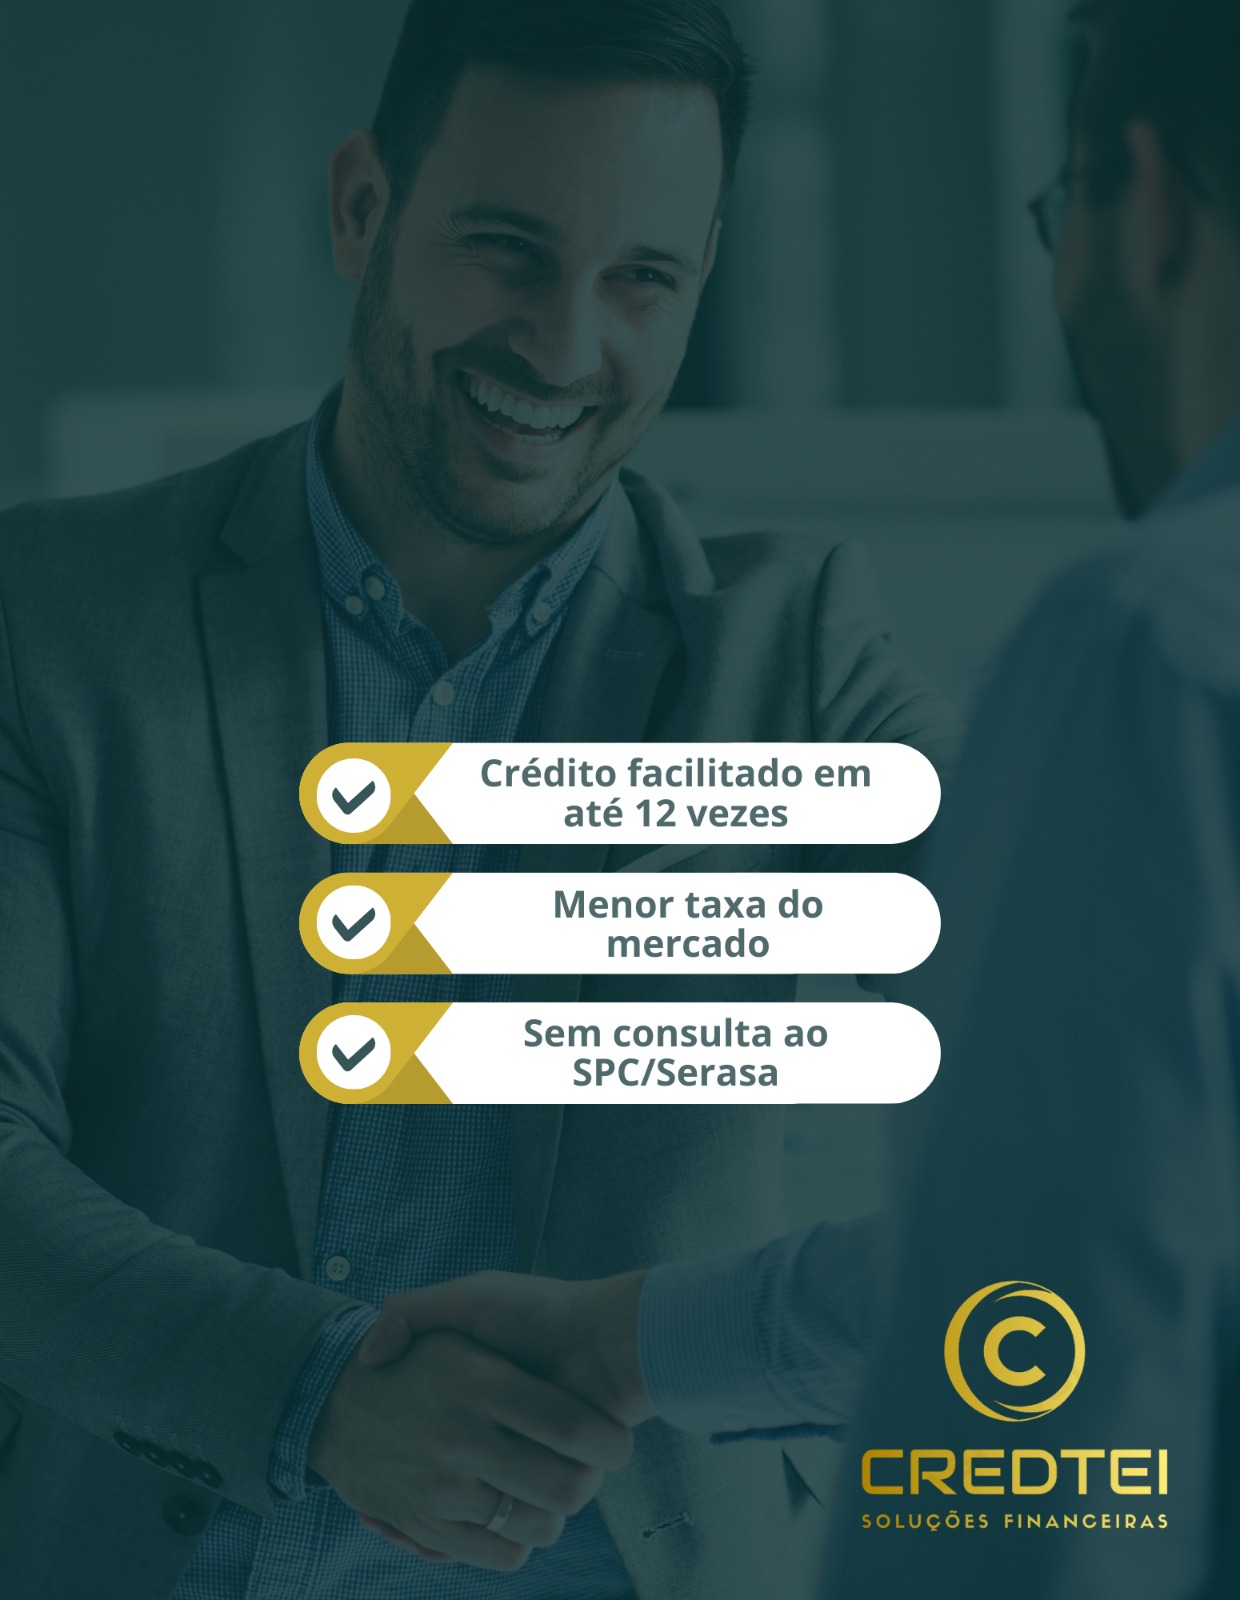 Crédito facilitado em
até 12 vezes
Menor taxa do
mercado
Sem consulta ao
SPC/Serasa
C
CREDTEI
SOLUÇÕES FINANCEIRAS